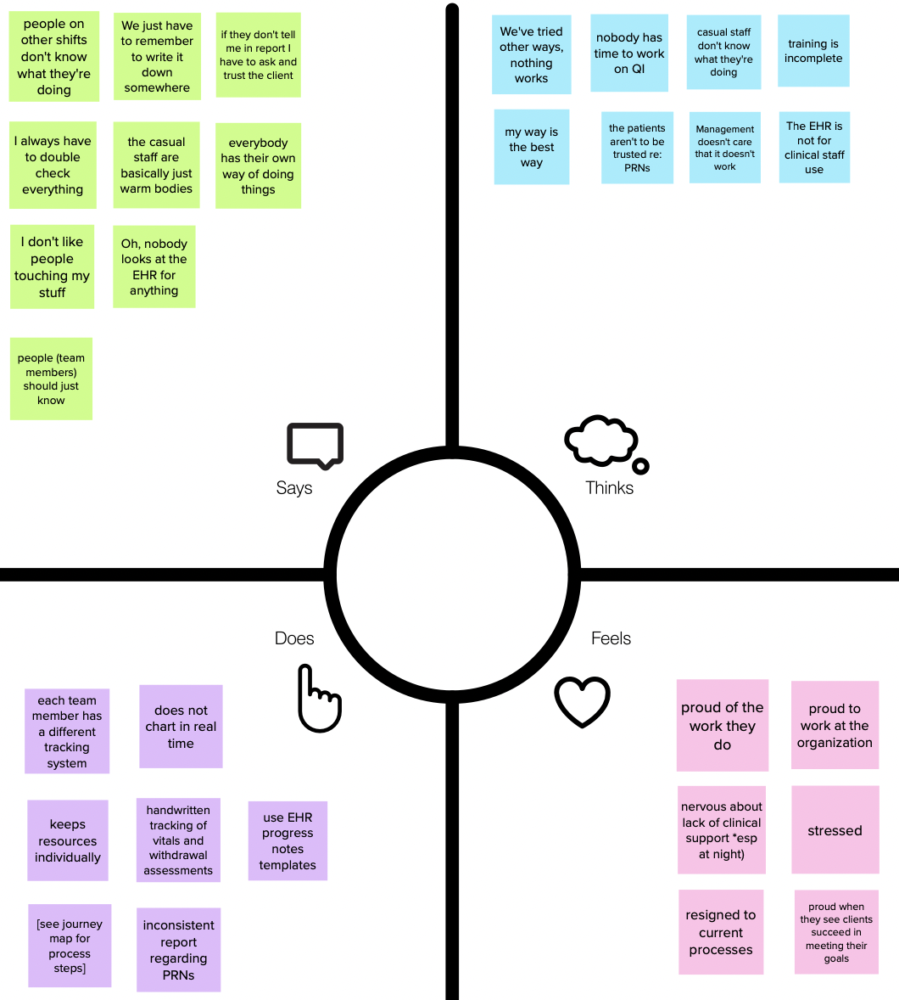 people on
other shifts
don't know
what they're
doing
We just have
to remember
to write it
down
somewhere
if they don't tell
me in report I
have to ask and
trust the client
I always have
to double
check
everything
the casual
staff are
basically just
warm bodies
everybody
has their own
way of doing
things
I don't like
people
touching my
stuff
Oh, nobody
looks at the
EHR for
anything
people (team
members)
should just
know
Says
We've tried
other ways,
nothing
works
nobody has
time to work
on QI
casual staff
don't know
what they're
doing
training is
incomplete
my way is
the best
way
the patients
aren't to be
trusted re:
PRNs
Management
doesn't care
that it doesn't
work
The EHR is
not for
clinical staff
use
Thinks
Does
each team
member has
a different
tracking
system
does not
chart in real
time
keeps
resources
individually
handwritten
tracking of
vitals and
withdrawal
assessments
use EHR
progress
notes
templates
[see journey
map for
process
steps]
inconsistent
report
regarding
PRNs
Feels
proud of the
work they
do
proud to
work at the
organization
nervous about
lack of clinical
support *esp
at night)
stressed
resigned to
current
processes
proud when
they see clients
succeed in
meeting their
goals